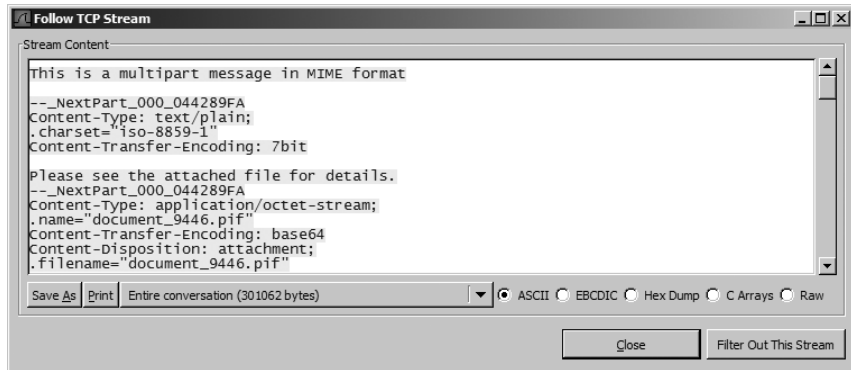 Follow TCP Stream
Stream Content
This is a multipart message in MIME format
--_NextPart_000_044289FA
Content-Type: text/plain;
.charset="iso-8859-1"
Content-Transfer-Encoding: 7bit
Please see the attached file for details.
--_NextPart_000_044289FA
Content-Type: application/octet-stream;
.name="document_9446.pif"
Content-Transfer-Encoding: base64
Content-Disposition: attachment;
.filename="document_9446.pif"
Save As Print Entire conversation (301062 bytes) ASCII EBCDIC Hex Dump C Arrays Raw
Close Filter Out This Stream